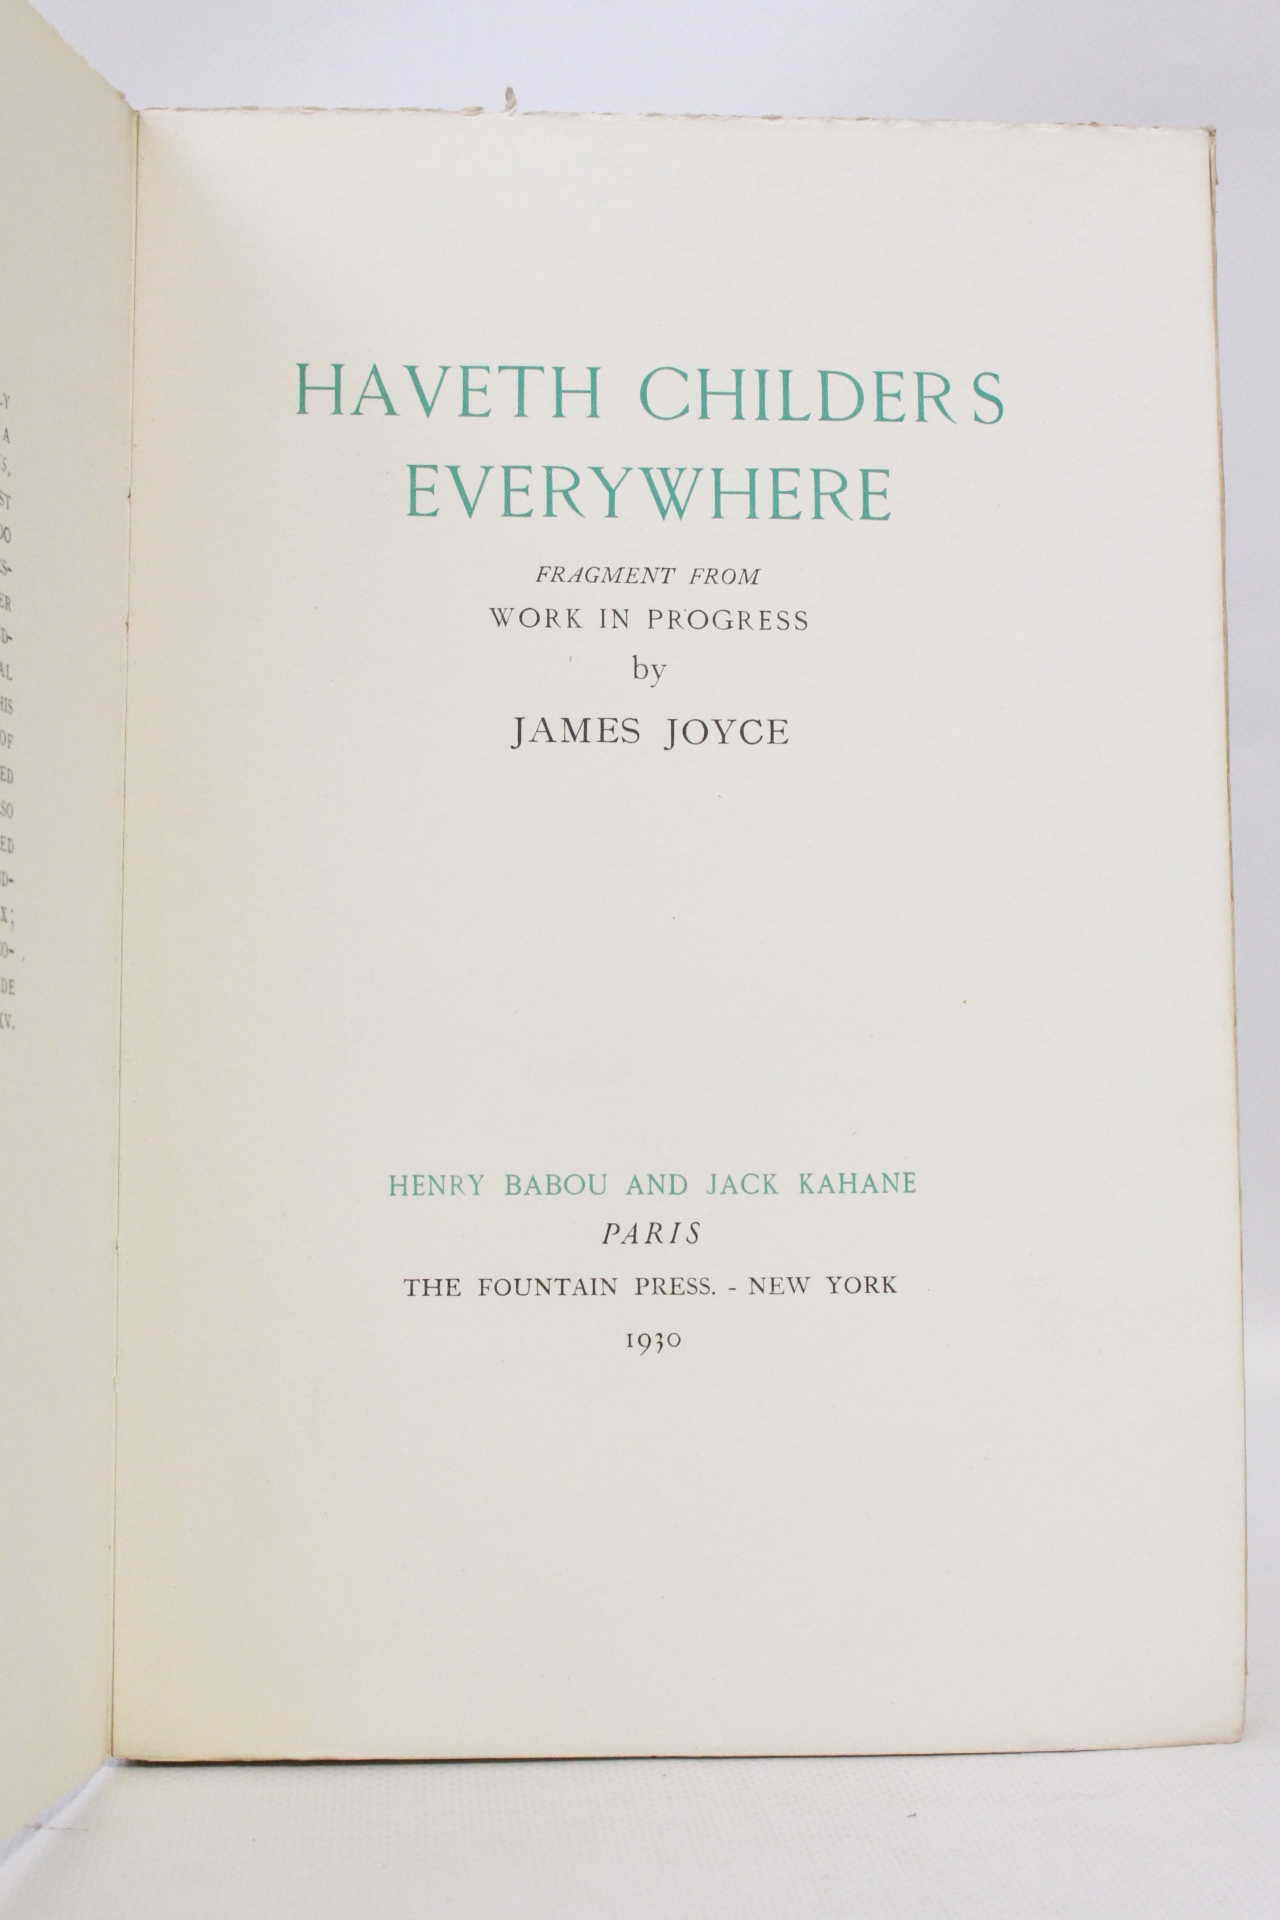 HAVETH CHILDERS
EVERYWHERE
FRAGMENT FROM
WORK IN PROGRESS
by
JAMES JOYCE
HENRY BABOU AND JACK KAHANE
PARIS
THE FOUNTAIN PRESS. - NEW YORK
1930